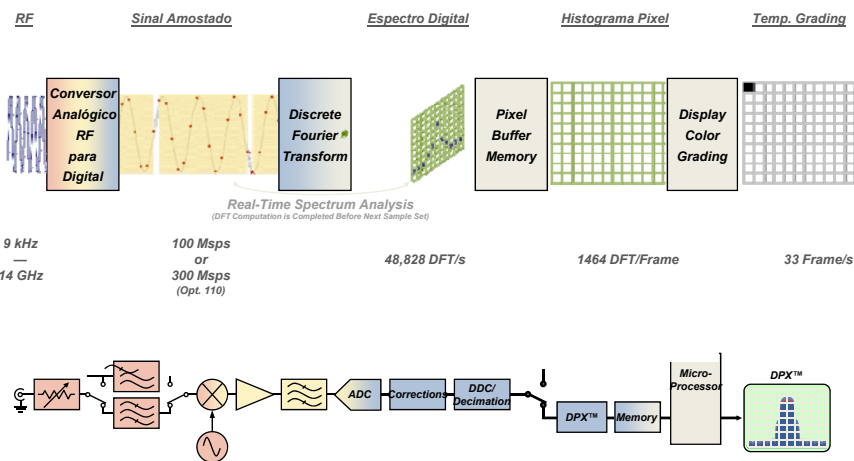 RF
Sinal Amostado
Espectro Digital
Histograma Pixel
Temp. Grading
Conversor
Analógico
RF
para
Digital
Discrete
Fourier
Transform
Pixel
Buffer
Memory
Display
Color
Grading
Real-Time Spectrum Analysis
(DFT Computation is Completed Before Next Sample Set)
9 kHz
—
14 GHz
100 Msps
or
300 Msps
(Opt. 110)
48,828 DFT/s
1464 DFT/Frame
33 Frame/s
ADC
Corrections
DDC/
Decimation
DPX™
Memory
Micro-
Processor
DPX™